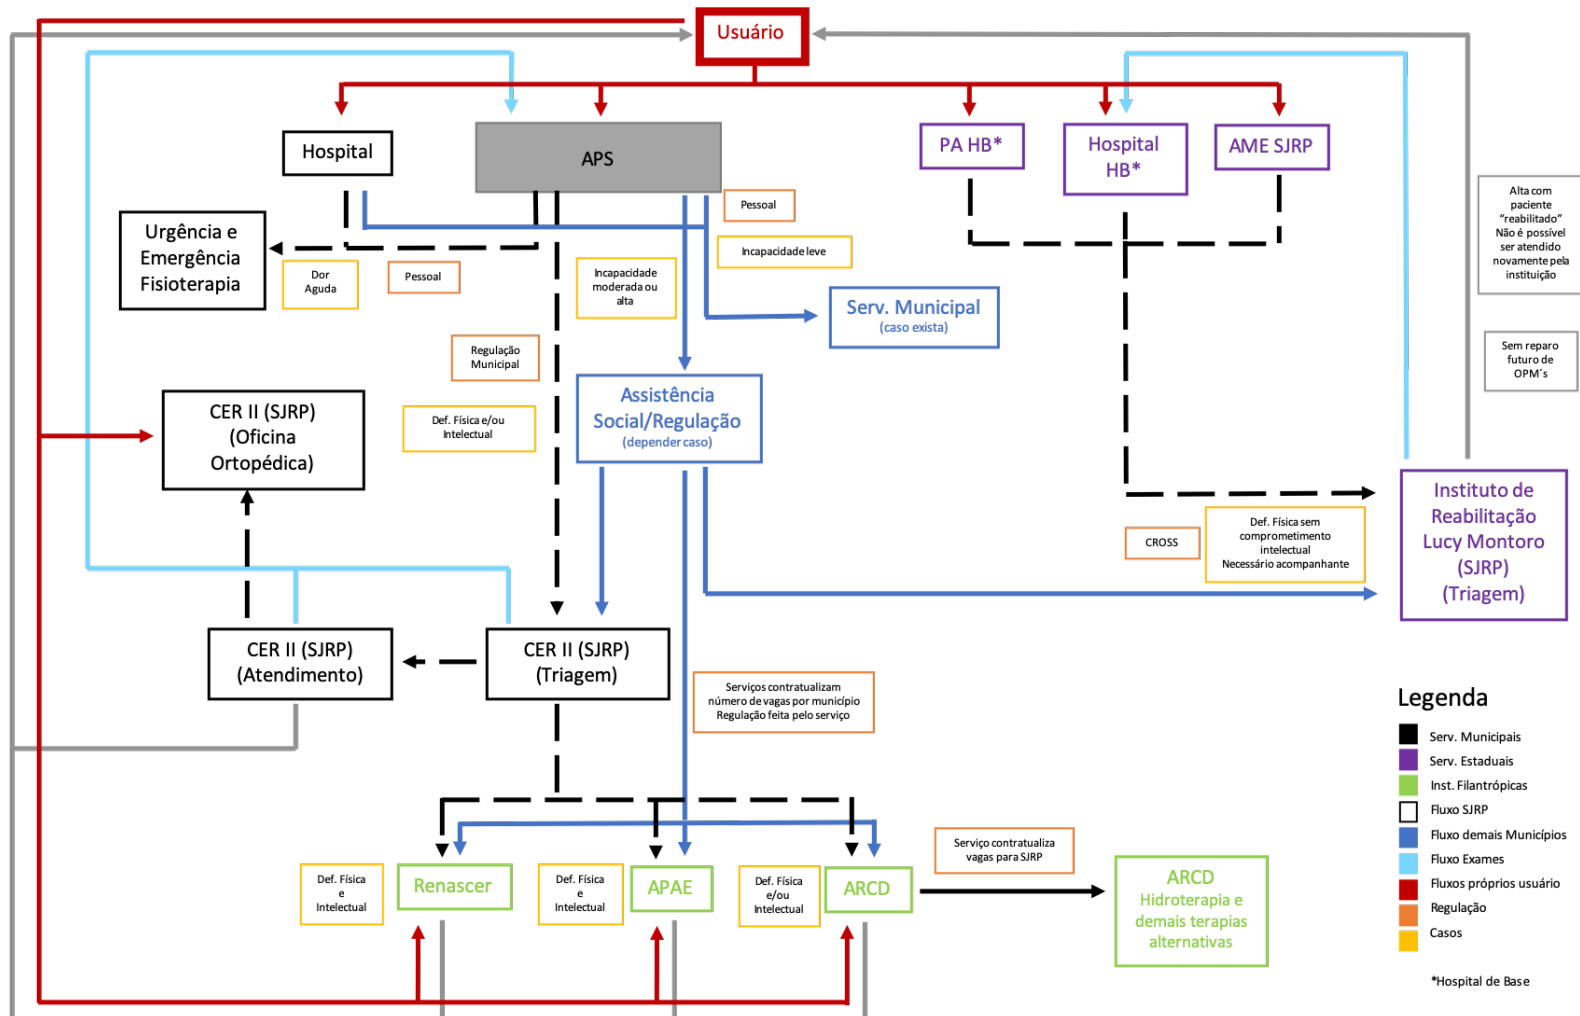 Usuário
Hospital
APS
PA HB*
Hospital
HB*
AME SJRP
Alta com
paciente
“reabilitado”
Não é possível
ser atendido
novamente pela
instituição
Pessoal
Urgência e
Emergência
Fisioterapia
Incapacidade leve
Dor
Aguda
Pessoal
Incapacidade
moderada ou
alta
Serv. Municipal
(caso exista)
Regulação
Municipal
Sem reparo
futuro de
OPM´s
CER II (SJRP)
(Oficina
Ortopédica)
Def. Física e/ou
Intelectual
Assistência
Social/Regulação
(depender caso)
Instituto de
Reabilitação
Lucy Montoro
(SJRP)
(Triagem)
CROSS
Def. Física sem
comprometimento
intelectual
Necessário acompanhante
CER II (SJRP)
(Atendimento)
CER II (SJRP)
(Triagem)
Serviços contratualizam
número de vagas por município
Regulação feita pelo serviço
Def. Física
e
Intelectual
Renascer
Def. Física
e
Intelectual
APAE
Def. Física
e/ou
Intelectual
ARCD
Serviço contratualiza
vagas para SJRP
ARCD
Hidroterapia e
demais terapias
alternativas
Legenda
Serv. Municipais
Serv. Estaduais
Inst. Filantrópicas
Fluxo SJRP
Fluxo demais Municípios
Fluxo Exames
Fluxos próprios usuário
Regulação
Casos
*Hospital de Base